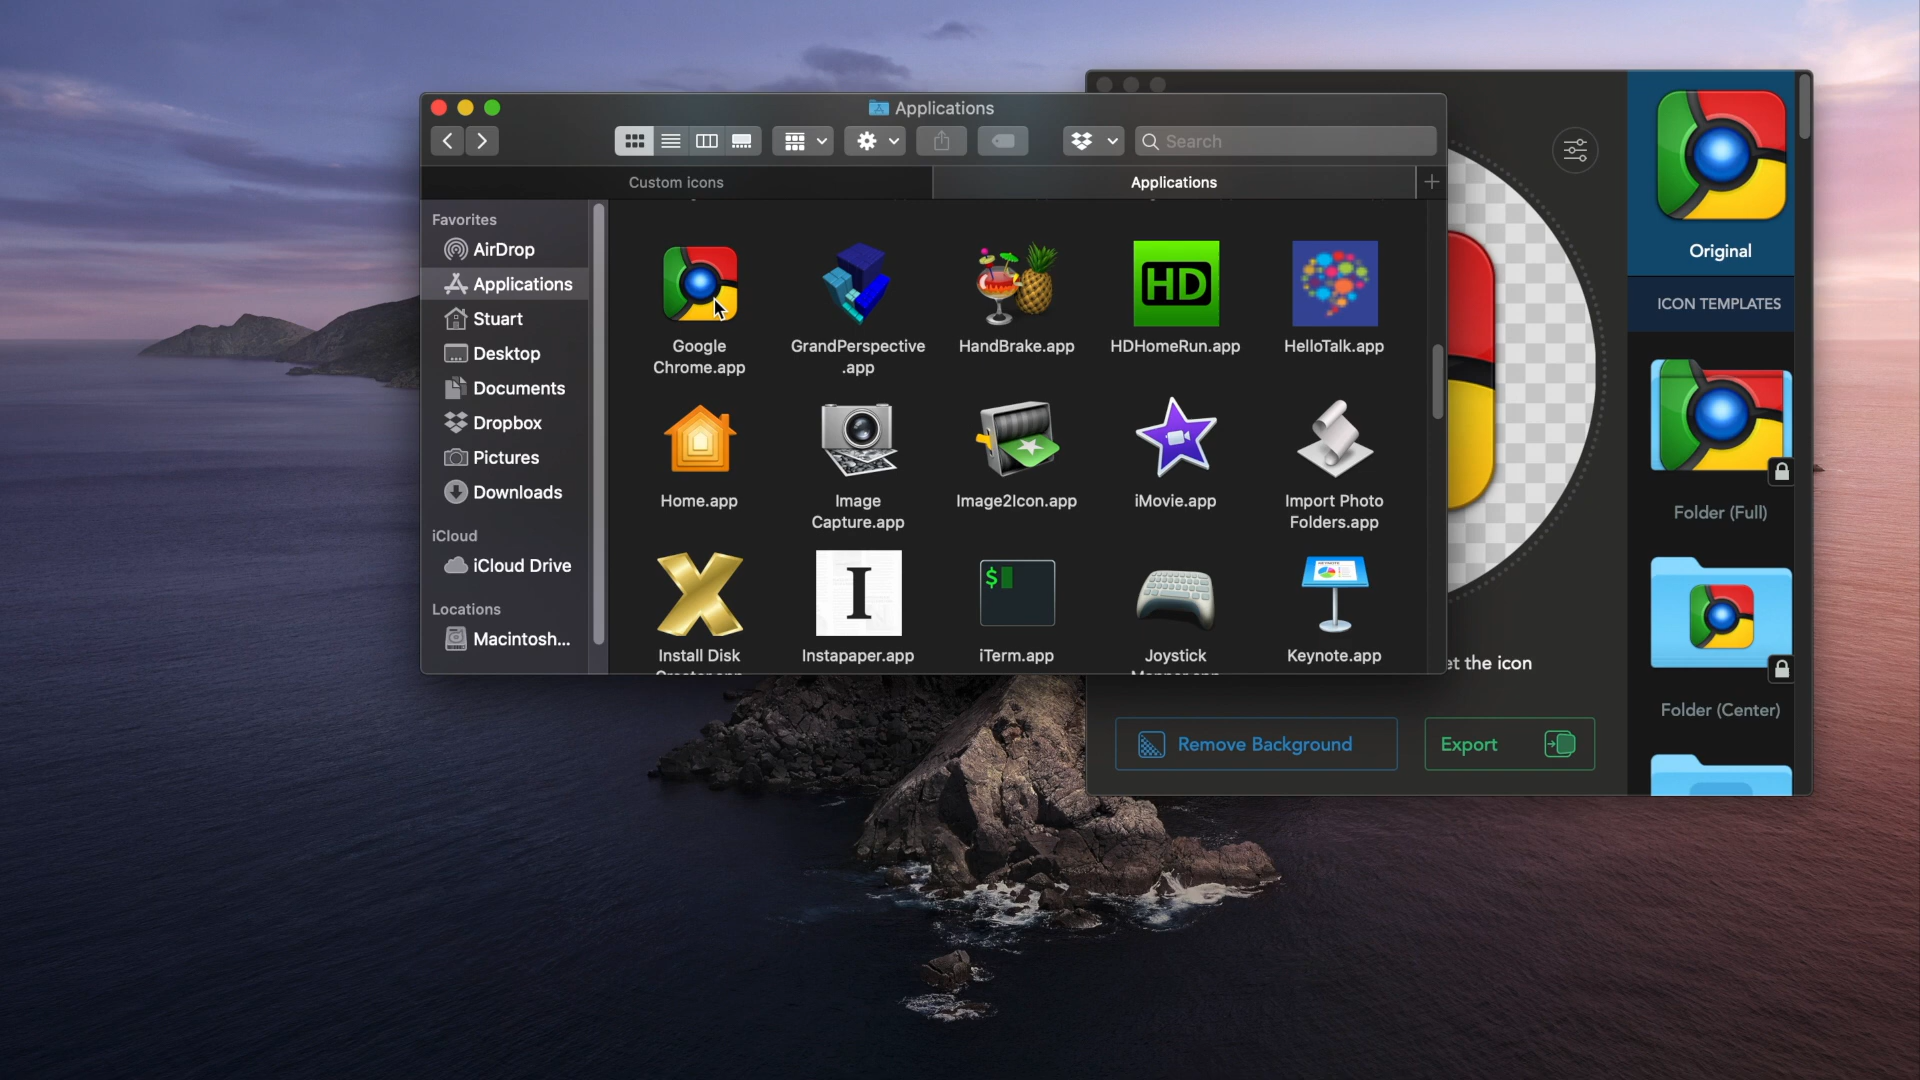 Applications
Search
Custom icons
Applications
Favorites
AirDrop
Applications
Stuart
Desktop
Documents
Dropbox
Pictures
Downloads
iCloud
iCloud Drive
Locations
Macintosh...
Google
Chrome.app
GrandPerspective
.app
HandBrake.app
HD
HDHomeRun.app
HelloTalk.app
Home.app
Image
Capture.app
Image2Icon.app
iMovie.app
Import Photo
Folders.app
Install Disk
I
Instapaper.app
$
iTerm.app
Joystick
Keynote.app
Original
ICON TEMPLATES
Folder (Full)
Folder (Center)
the icon
Remove Background
Export